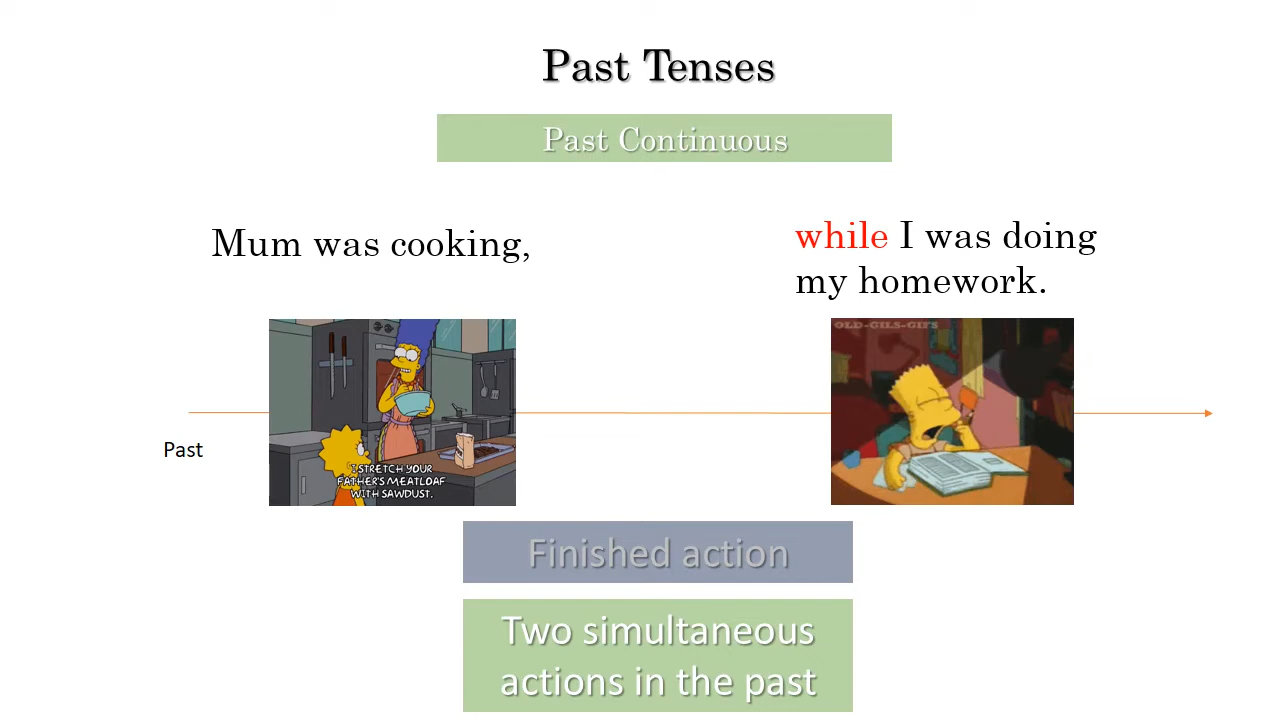 Past Tenses
Past Continuous
Mum was cooking,
while I was doing
my homework.
OLD-GILS-GIFS
Past
I STRETCH YOUR
FATHER'S MEATLOAF
WITH SAWDUST.
Finished action
Two simultaneous
actions in the past